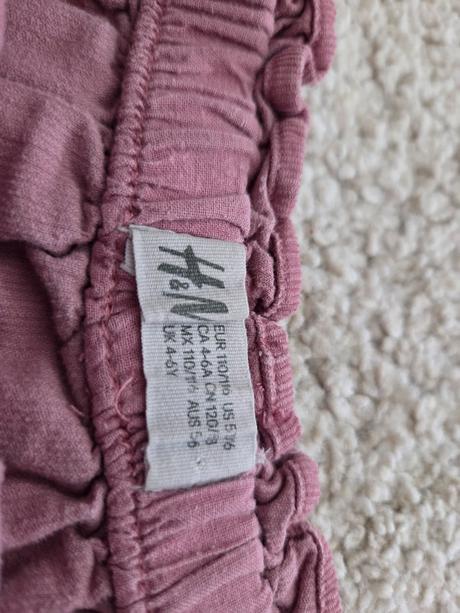 H&M
EUR 110/116 US 5-6
CA 4-6A CN 120/
MX 110/116 AUS 5-6
UK 4-6Y